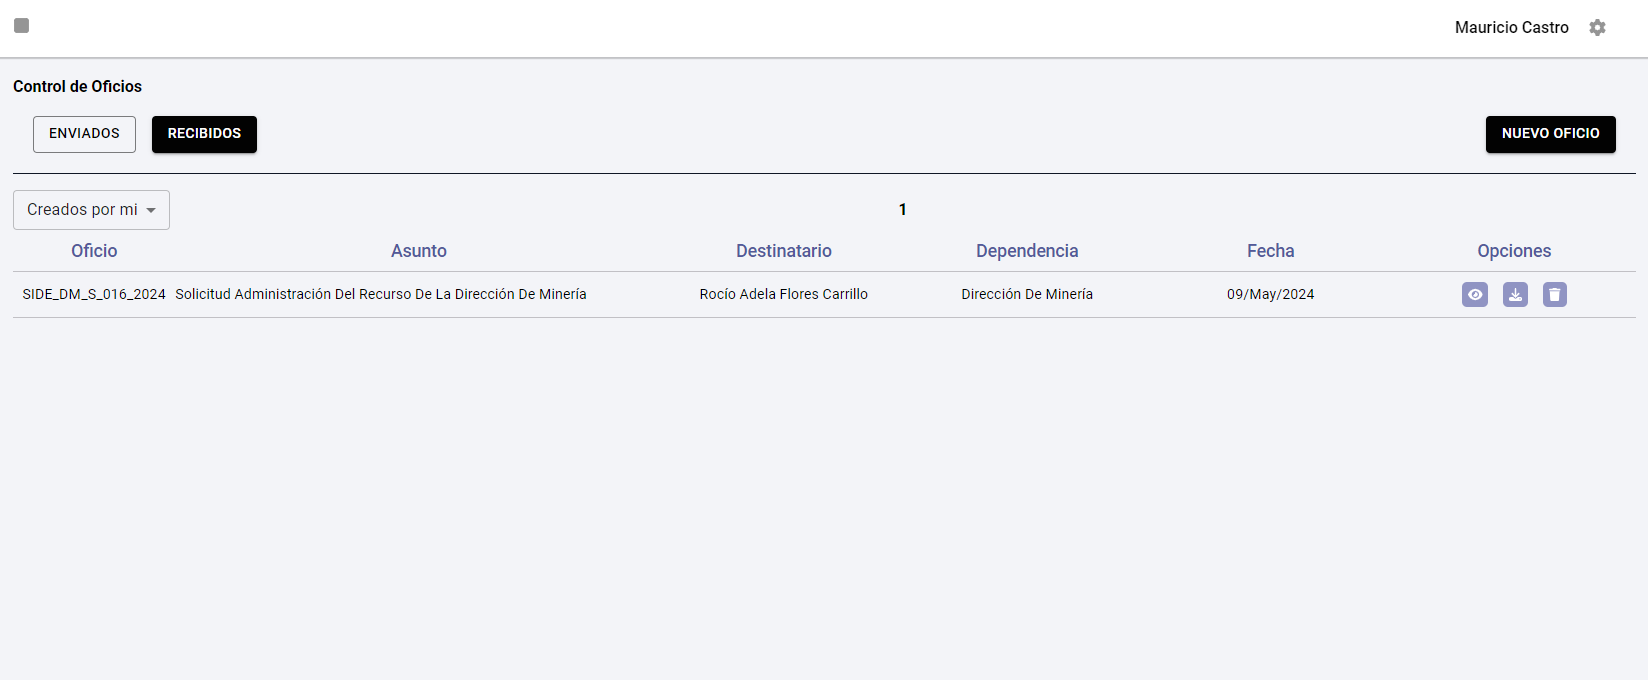 Mauricio Castro
Control de Oficios
ENVIADOS RECIBIDOS NUEVO OFICIO
Creados por mi 1
Oficio Asunto Destinatario Dependencia Fecha Opciones
SIDE_DM_S_016_2024 Solicitud Administración Del Recurso De La Dirección De Minería Rocío Adela Flores Carrillo Dirección De Minería 09/May/2024